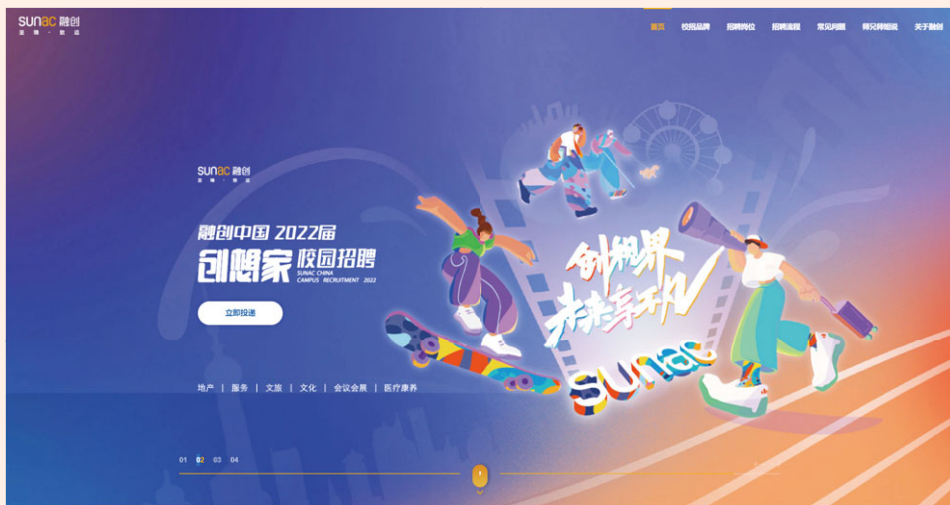 sunac 融创
至臻·致远
首页 校招品牌 招聘岗位 招聘流程 常见问题 师兄师姐说 关于融创
sunac 融创
至臻·致远
融创中国 2022届
创想家 校园招聘
SUNAC CHINA
CAMPUS RECRUITMENT 2022
立即投递
创视界
未来享不凡
sunac
地产 | 服务 | 文旅 | 文化 | 会议会展 | 医疗康养
01 02 03 04